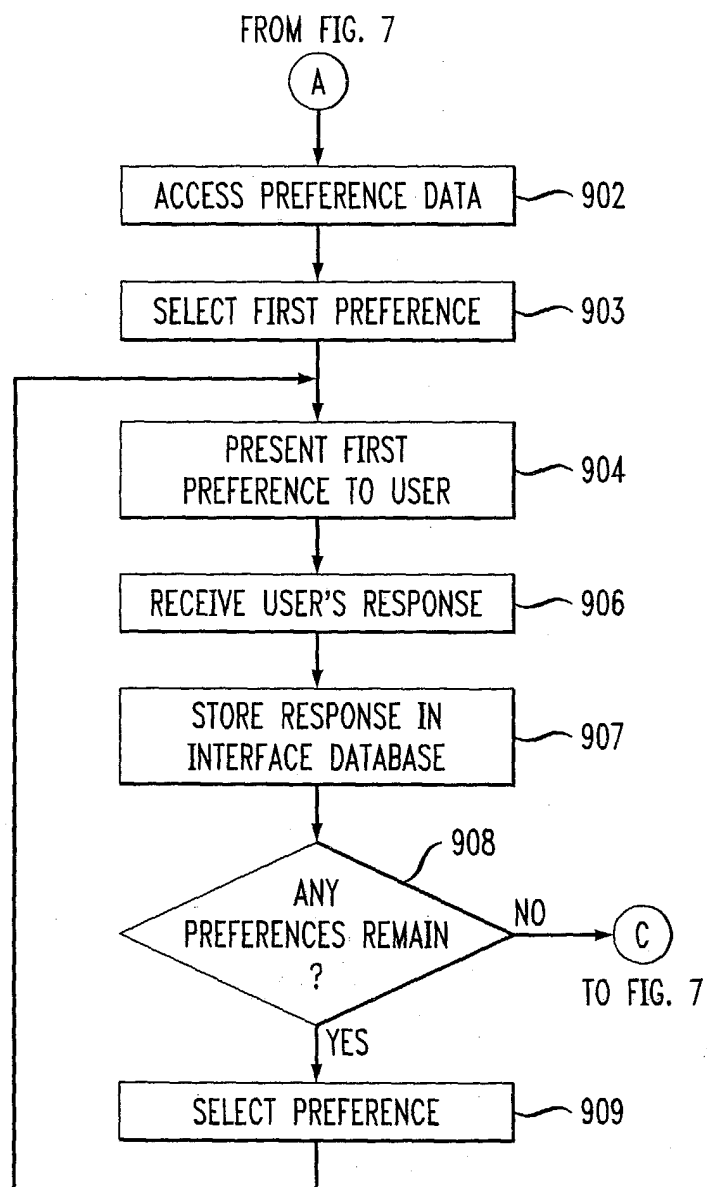 FROM FIG. 7
A
ACCESS PREFERENCE DATA
902
SELECT FIRST PREFERENCE
903
PRESENT FIRST
PREFERENCE TO USER
904
RECEIVE USER'S RESPONSE
906
STORE RESPONSE IN
INTERFACE DATABASE
907
908
ANY
PREFERENCES REMAIN
?
NO
C
TO FIG. 7
YES
SELECT PREFERENCE
909